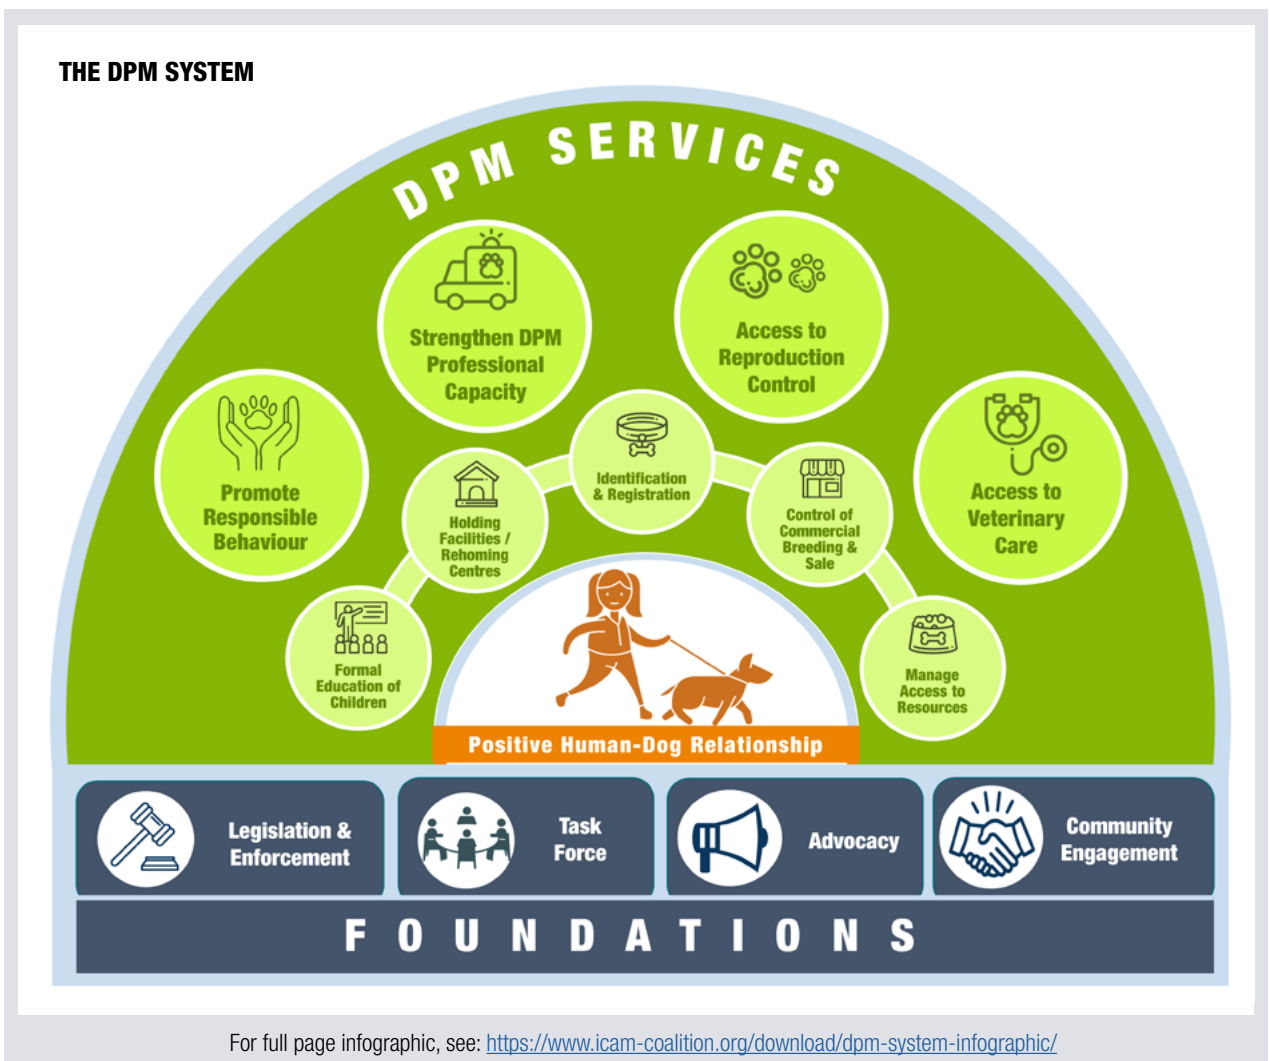 THE DPM SYSTEM
DPM SERVICES
Strengthen DPM
Professional
Capacity
Access to
Reproduction
Control
Promote
Responsible
Behaviour
Access to
Veterinary
Care
Identification
& Registration
Holding
Facilities /
Rehoming
Centres
Control of
Commercial
Breeding &
Sale
Formal
Education of
Children
Manage
Access to
Resources
Positive Human-Dog Relationship
Legislation &
Enforcement
Task
Force
Advocacy
Community
Engagement
FOUNDATIONS
For full page infographic, see: https://www.icam-coalition.org/download/dpm-system-infographic/